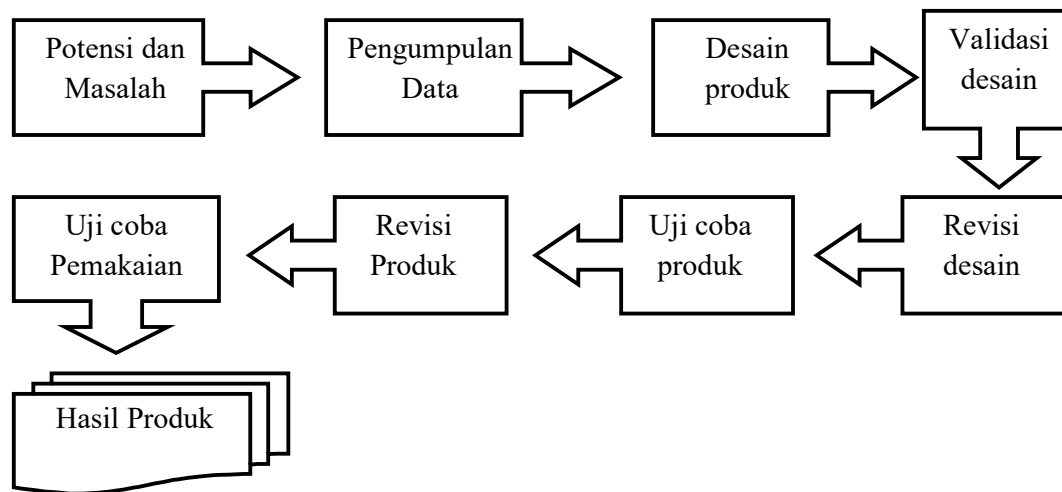 Potensi dan
Masalah
Pengumpulan
Data
Desain
produk
Validasi
desain
Revisi
desain
Uji coba
produk
Revisi
Produk
Uji coba
Pemakaian
Hasil Produk